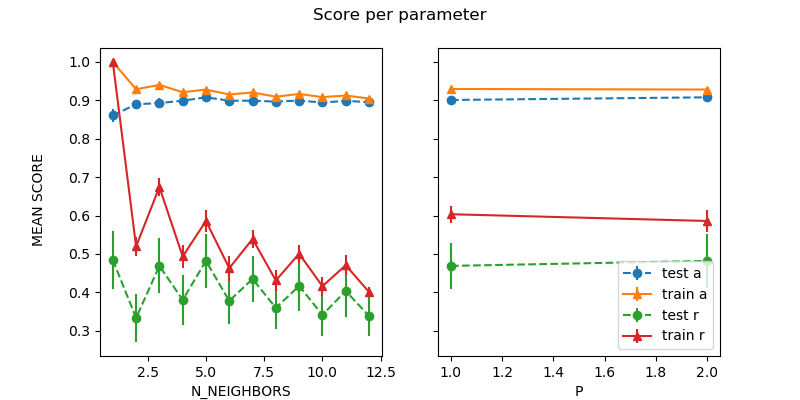 Score per parameter
MEAN SCORE
1.0
0.9
0.8
0.7
0.6
0.5
0.4
0.3
2.5
5.0
7.5
10.0
12.5
N_NEIGHBORS
1.0
1.2
1.4
1.6
1.8
2.0
P
test a
train a
test r
train r